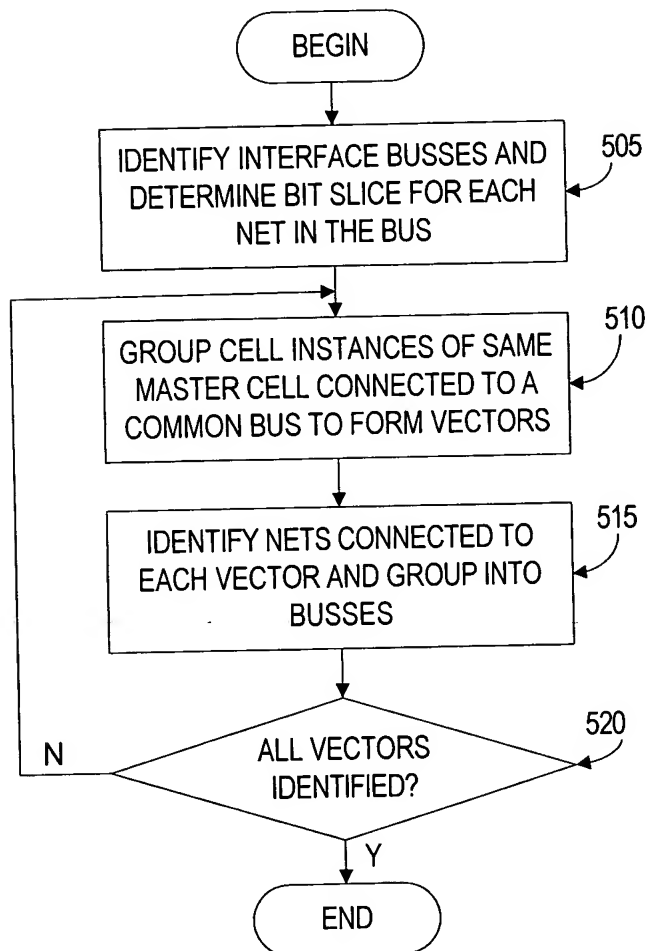 BEGIN
IDENTIFY INTERFACE BUSSES AND
DETERMINE BIT SLICE FOR EACH
NET IN THE BUS
505
GROUP CELL INSTANCES OF SAME
MASTER CELL CONNECTED TO A
COMMON BUS TO FORM VECTORS
510
IDENTIFY NETS CONNECTED TO
EACH VECTOR AND GROUP INTO
BUSSES
515
ALL VECTORS
IDENTIFIED?
520
N
Y
END